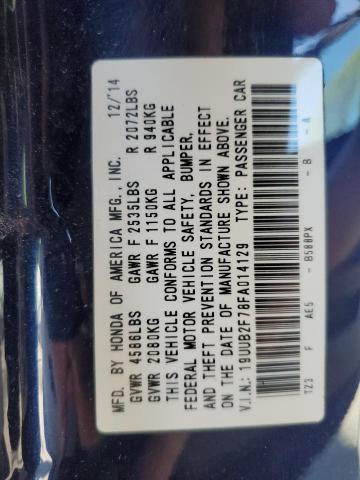 MFD. BY HONDA OF AMERICA MFG., INC. 12/'14
GVWR 4586LBS GAWR F 2535LBS R 2072LBS
GVWR 2080KG GAWR F 1150KG R 940KG
THIS VEHICLE CONFORMS TO ALL APPLICABLE
FEDERAL MOTOR VEHICLE SAFETY, BUMPER,
AND THEFT PREVENTION STANDARDS IN EFFECT
ON THE DATE OF MANUFACTURE SHOWN ABOVE.
V.I.N.: 19UUB2F78FA014129 TYPE: PASSENGER CAR
TZ3 F AE5 - B588PX - B - A